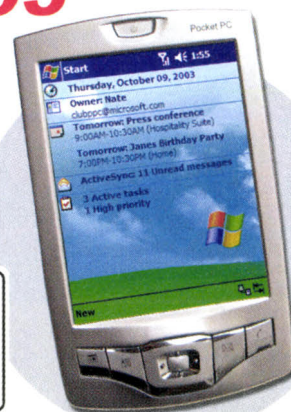 Pocket PC
Start 1:55
Thursday, October 09, 2003
Owner: Nate
clubppc@microsoft.com
Tomorrow: Press conference
9:00AM-10:30AM (Hospitality Suite)
Tomorrow: Janes Birthday Party
7:00PM-10:30PM (Home)
ActiveSync: 11 Unread messages
3 Active tasks
1 High priority
New